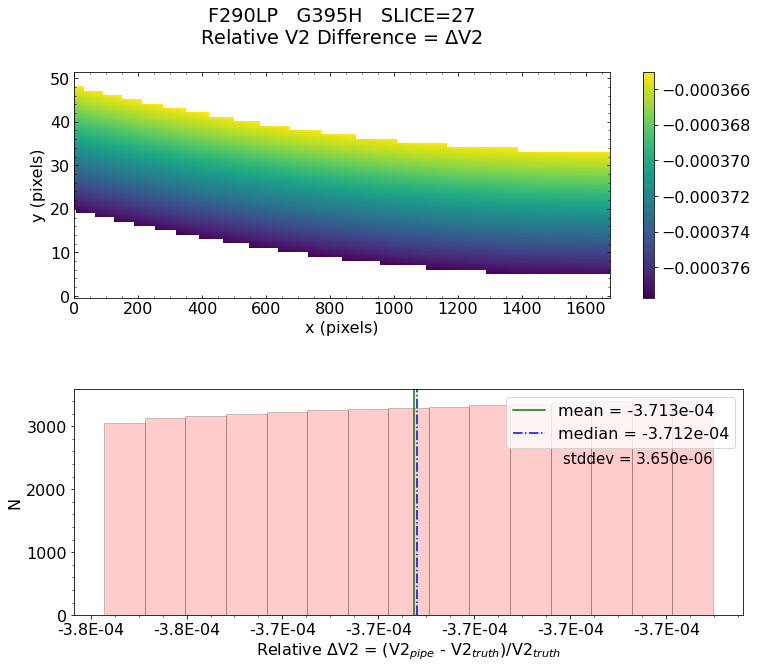 F290LP G395H SLICE=27
Relative V2 Difference = ΔV2
50
40
30
20
10
0
y (pixels)
0 200 400 600 800 1000 1200 1400 1600
x (pixels)
−0.000366
−0.000368
−0.000370
−0.000372
−0.000374
−0.000376
mean = -3.713e-04
median = -3.712e-04
stddev = 3.650e-06
3000
2000
1000
0
N
-3.8E-04 -3.8E-04 -3.7E-04 -3.7E-04 -3.7E-04 -3.7E-04 -3.7E-04
Relative ΔV2 = (V2pipe - V2truth)/V2truth